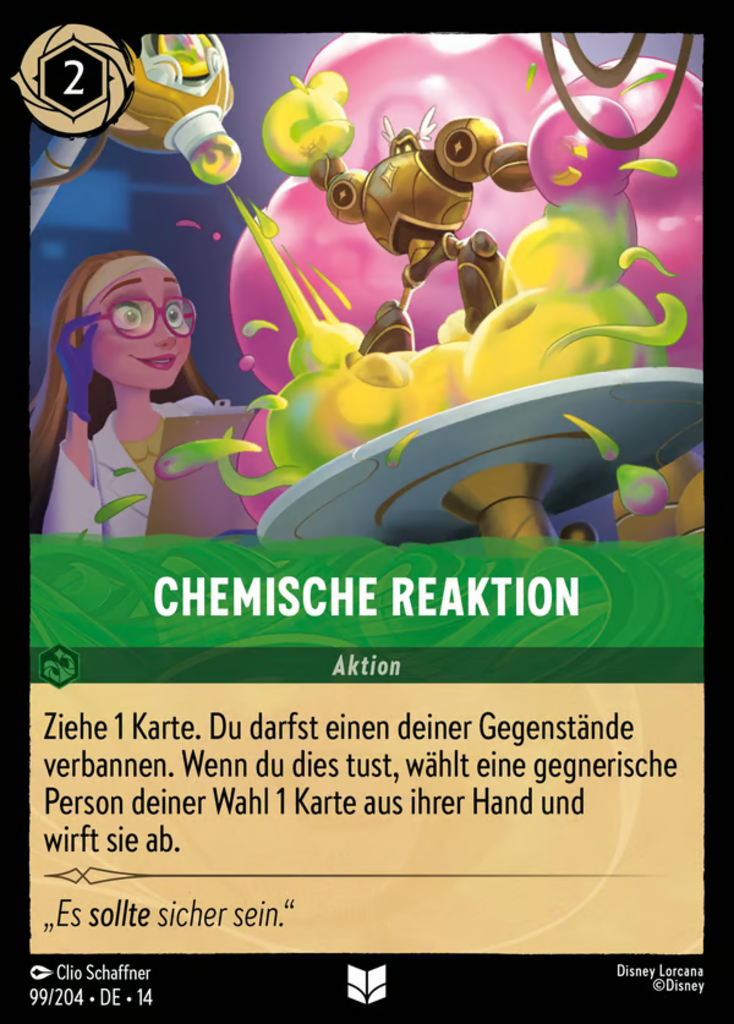 2
CHEMISCHE REAKTION
Aktion
Ziehe 1 Karte. Du darfst einen deiner Gegenstände
verbannen. Wenn du dies tust, wählt eine gegnerische
Person deiner Wahl 1 Karte aus ihrer Hand und
wirft sie ab.
„Es sollte sicher sein.“
Clio Schaffner
Disney Lorcana
99/204 • DE • 14
©Disney